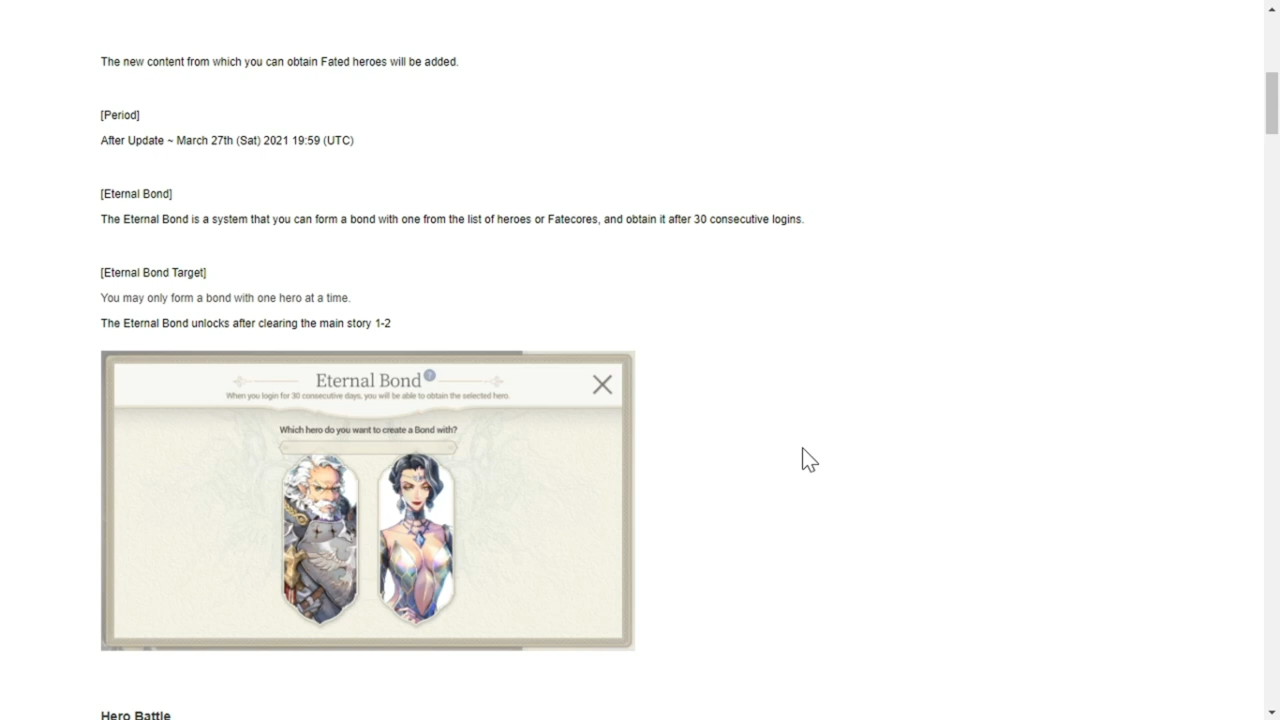 The new content from which you can obtain Fated heroes will be added.
[Period]
After Update ~ March 27th (Sat) 2021 19:59 (UTC)
[Eternal Bond]
The Eternal Bond is a system that you can form a bond with one from the list of heroes or Fatecores, and obtain it after 30 consecutive logins.
[Eternal Bond Target]
You may only form a bond with one hero at a time.
The Eternal Bond unlocks after clearing the main story 1-2
Eternal Bond ?
When you login for 30 consecutive days, you will be able to obtain the selected hero.
Which hero do you want to create a Bond with?
Hero Battle